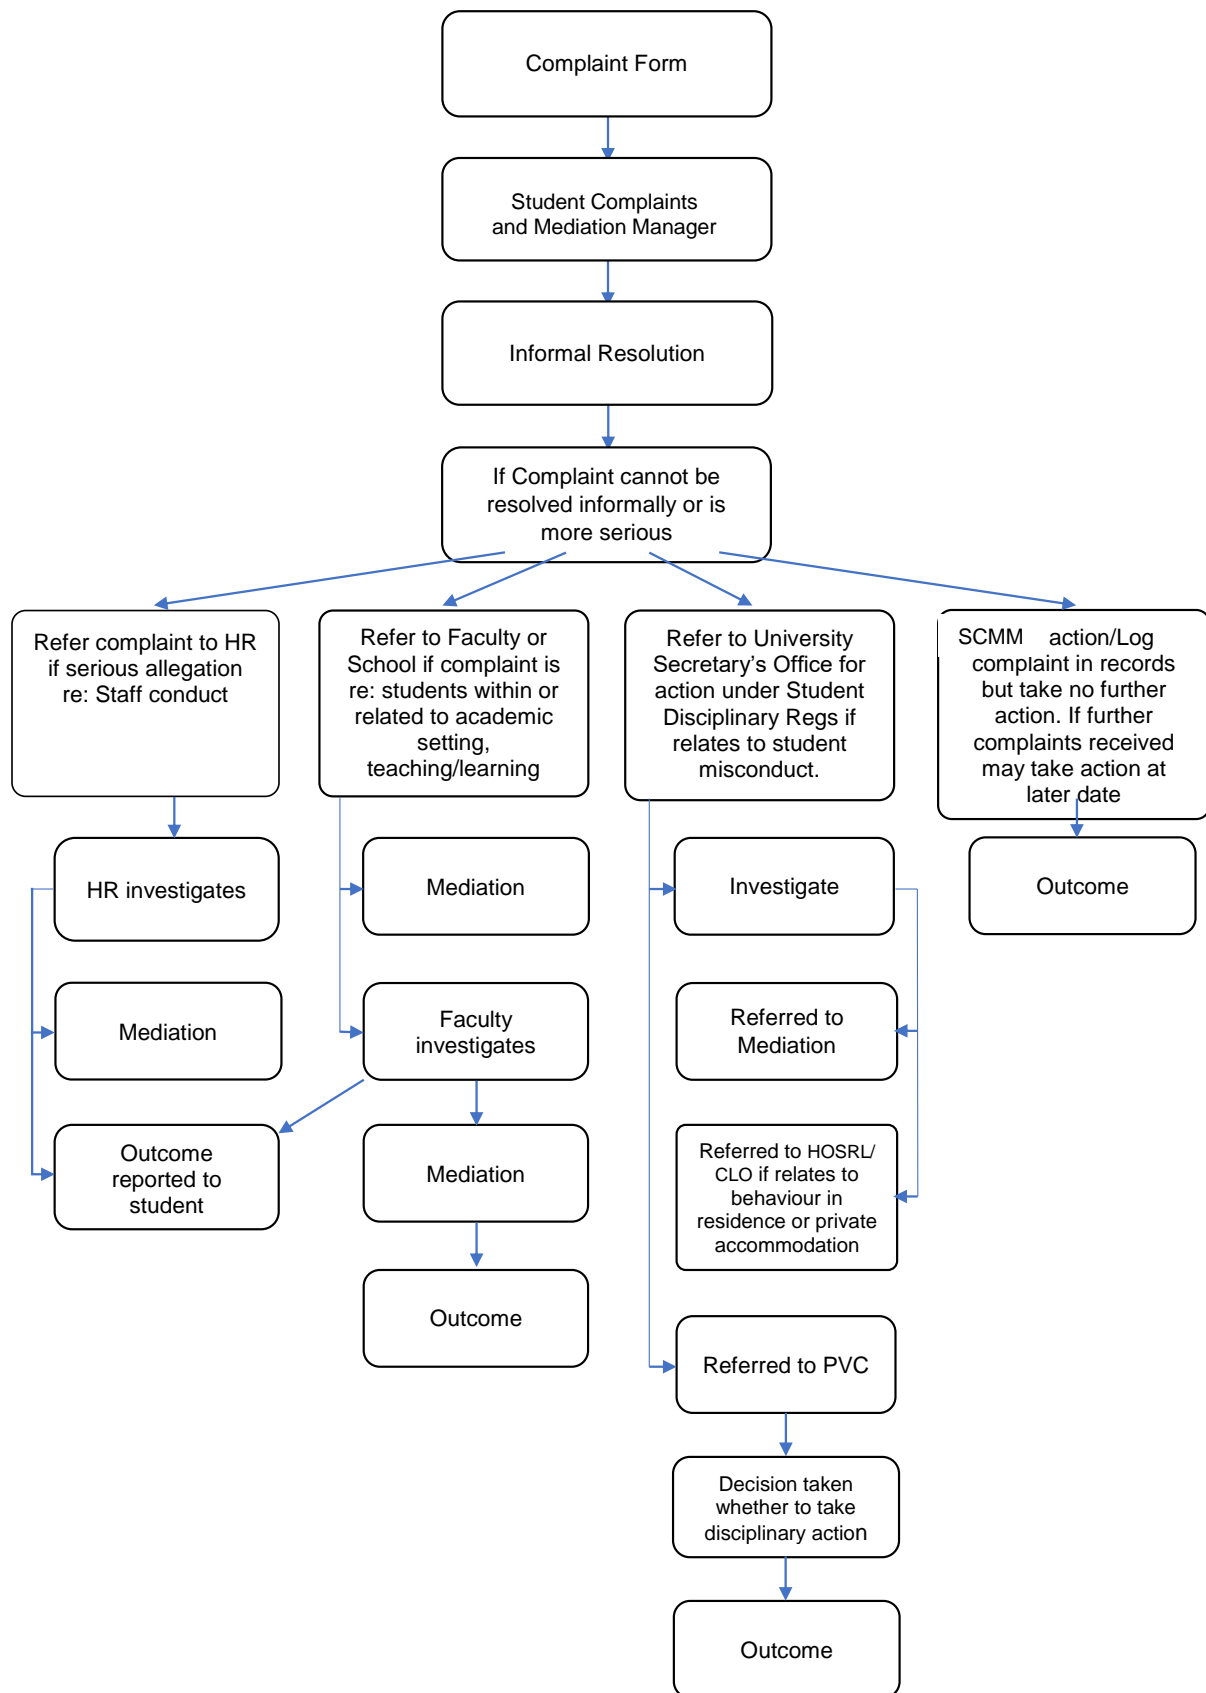 Complaint Form
Student Complaints
and Mediation Manager
Informal Resolution
If Complaint cannot be
resolved informally or is
more serious
Refer complaint to HR
if serious allegation
re: Staff conduct
Refer to Faculty or
School if complaint is
re: students within or
related to academic
setting,
teaching/learning
Refer to University
Secretary’s Office for
action under Student
Disciplinary Regs if
relates to student
misconduct.
SCMM action/Log
complaint in records
but take no further
action. If further
complaints received
may take action at
later date
HR investigates
Mediation
Investigate
Outcome
Mediation
Faculty
investigates
Referred to
Mediation
Outcome
reported to
student
Mediation
Referred to HOSRL/
CLO if relates to
behaviour in
residence or private
accommodation
Outcome
Referred to PVC
Decision taken
whether to take
disciplinary action
Outcome